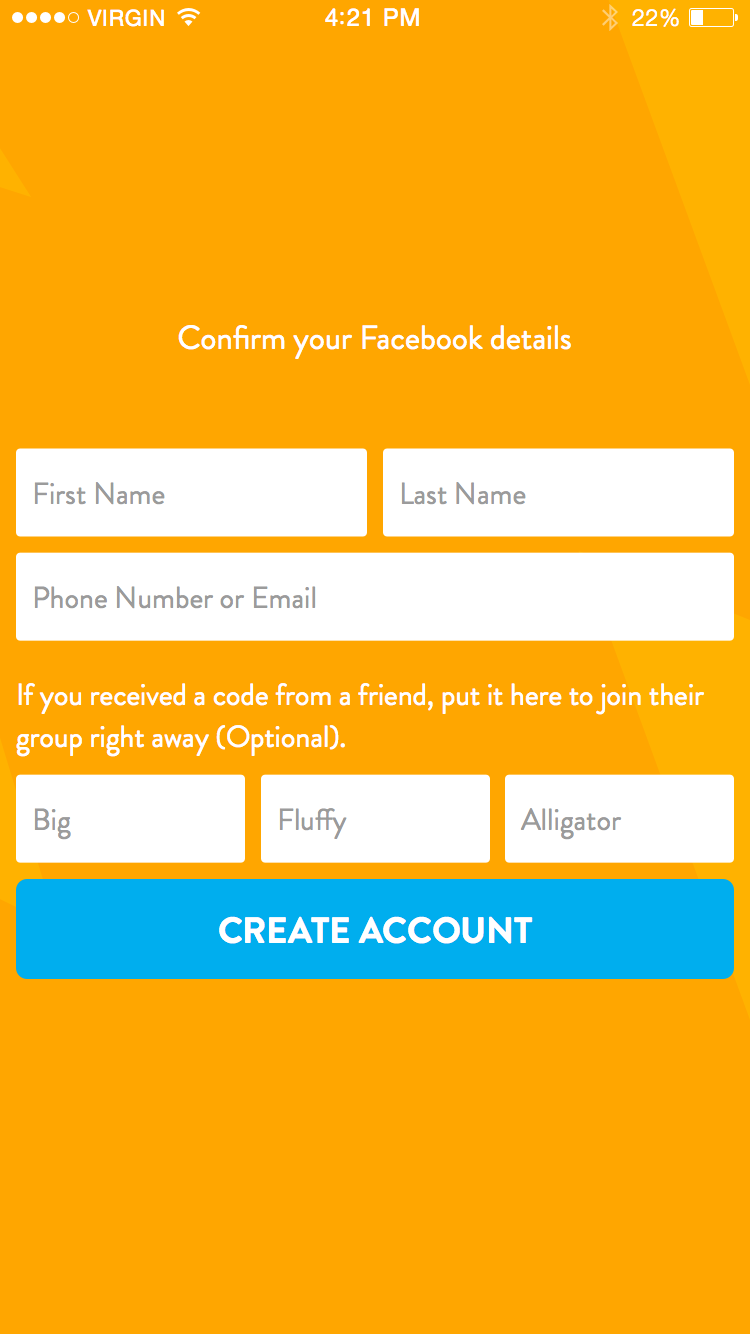 VIRGIN 4:21 PM 22%
Confirm your Facebook details
First Name Last Name
Phone Number or Email
If you received a code from a friend, put it here to join their
group right away (Optional).
Big Fluffy Alligator
CREATE ACCOUNT